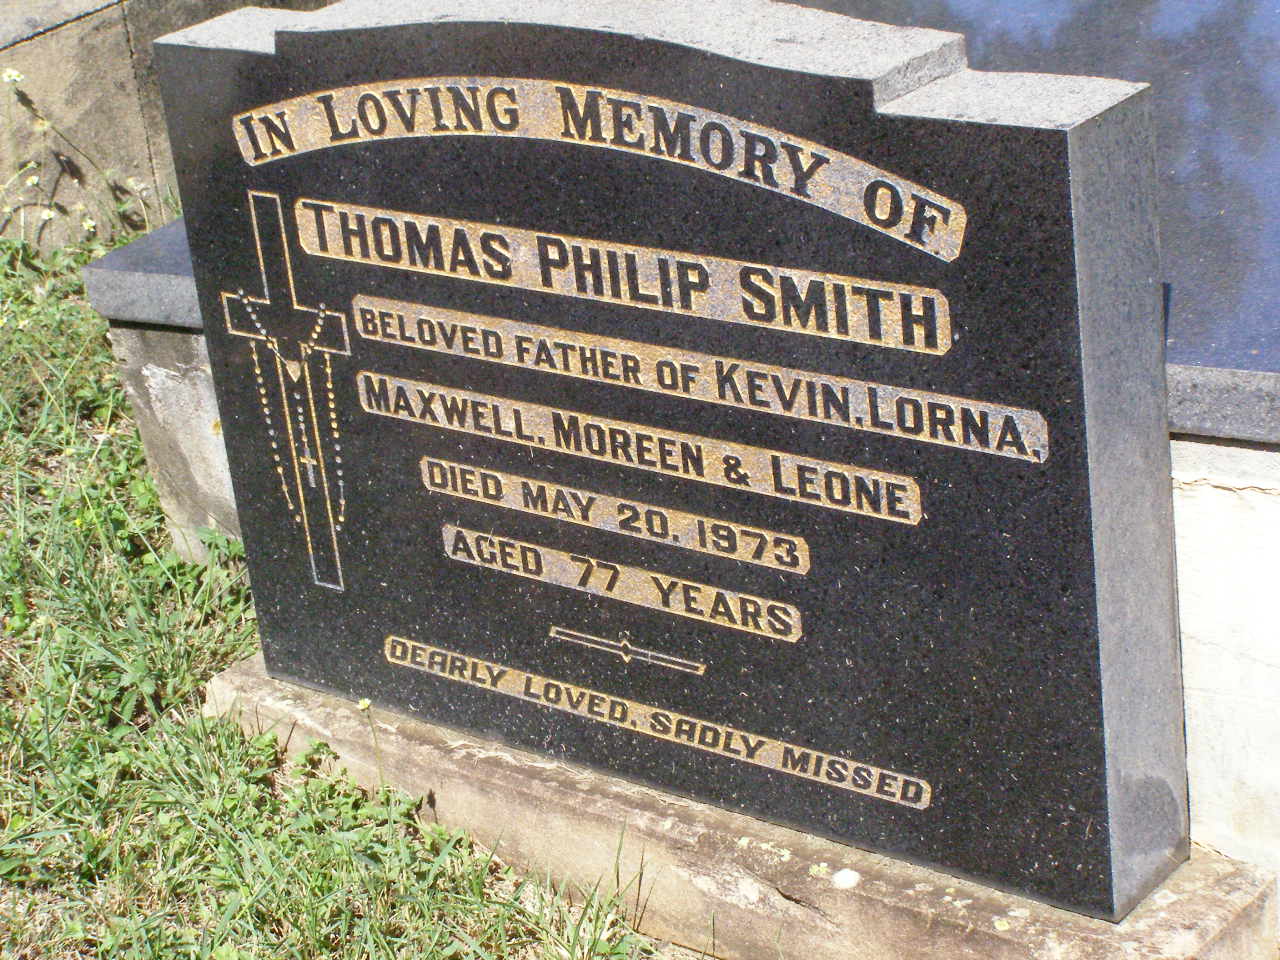 IN LOVING MEMORY OF
THOMAS PHILIP SMITH
BELOVED FATHER OF KEVIN, LORNA,
MAXWELL, MOREEN & LEONE
DIED MAY 20, 1973
AGED 77 YEARS
DEARLY LOVED, SADLY MISSED